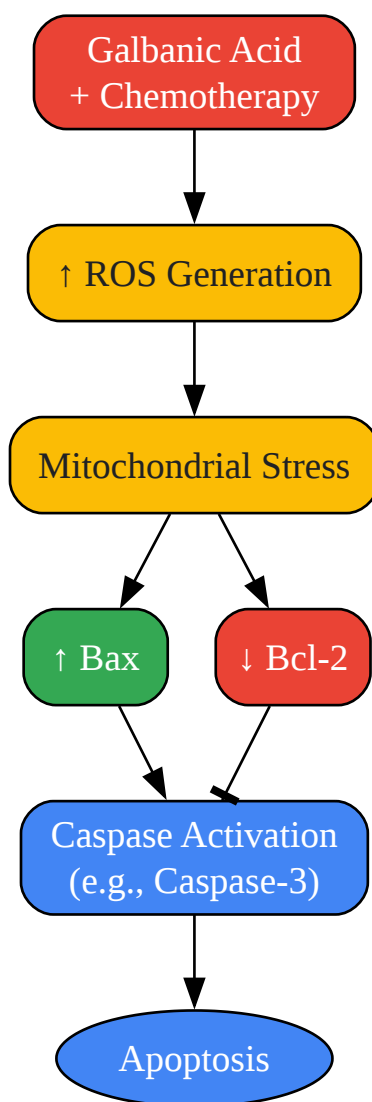 Galbanic Acid
+ Chemotherapy
↑ ROS Generation
Mitochondrial Stress
↑ Bax
↓ Bcl-2
Caspase Activation
(e.g., Caspase-3)
Apoptosis